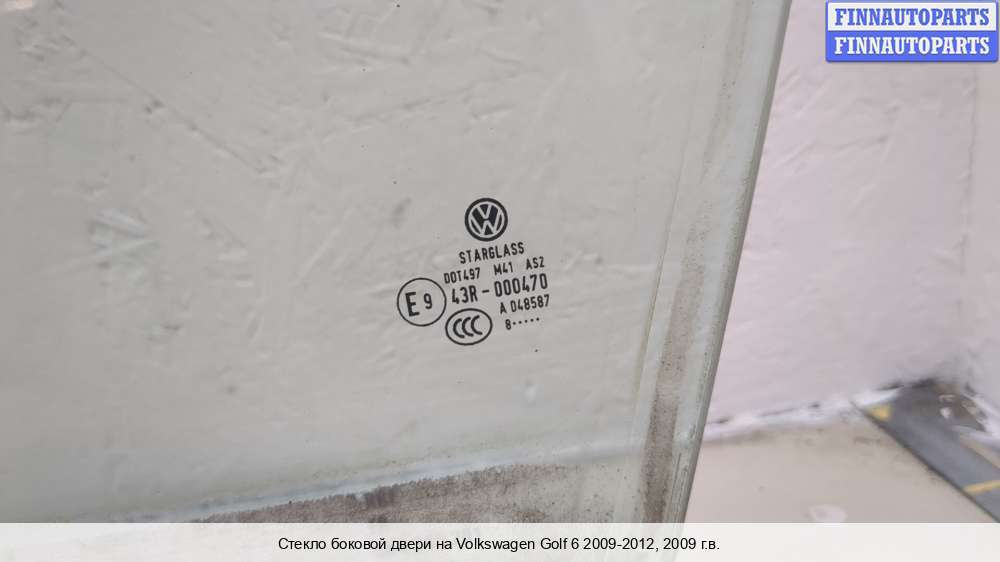 FINNAUTOPARTS
FINNAUTOPARTS
STARGLASS
DOT497 M41 AS2
E9 43R-000470
A 048587
CCC 8·····
Стекло боковой двери на Volkswagen Golf 6 2009-2012, 2009 г.в.